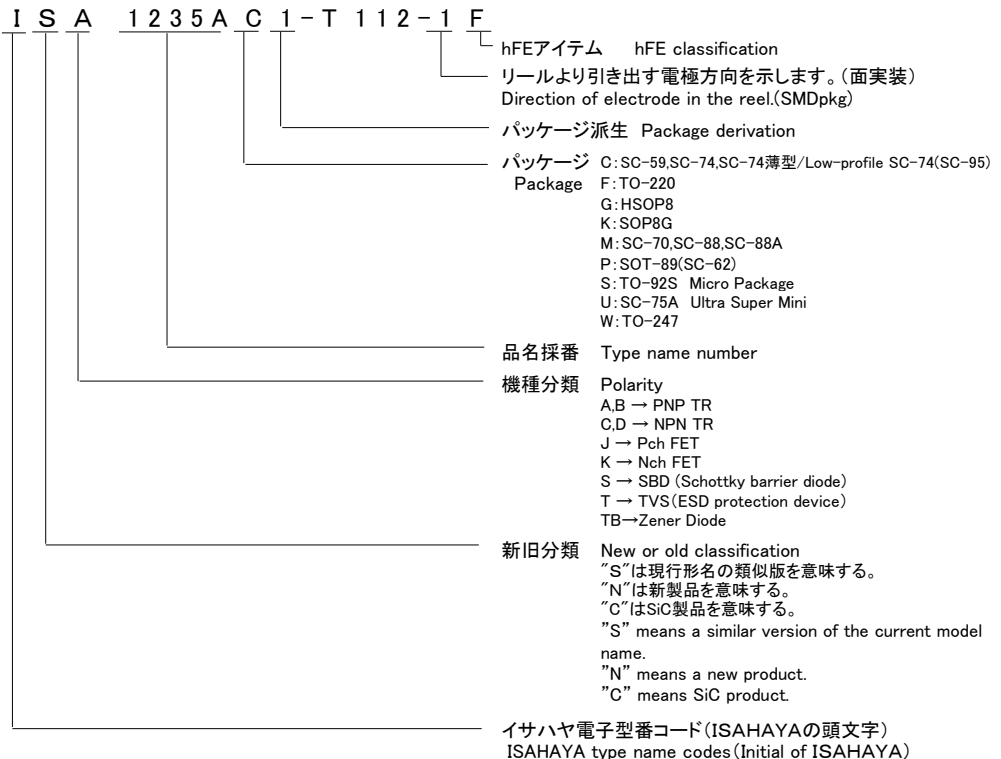 I S A 1 2 3 5 A C 1 - T 1 1 2 - 1 F
hFEアイテム hFE classification
リールより引き出す電極方向を示します。(面実装)
Direction of electrode in the reel.(SMDpkg)
パッケージ派生 Package derivation
パッケージ C:SC-59,SC-74,SC-74薄型/Low-profile SC-74(SC-95)
Package F:TO-220
G:HSOP8
K:SOP8G
M:SC-70,SC-88,SC-88A
P:SOT-89(SC-62)
S:TO-92S Micro Package
U:SC-75A Ultra Super Mini
W:TO-247
品名採番 Type name number
機種分類 Polarity
A,B → PNP TR
C,D → NPN TR
J → Pch FET
K → Nch FET
S → SBD (Schottky barrier diode)
T → TVS(ESD protection device)
TB→Zener Diode
新旧分類 New or old classification
"S"は現行形名の類似版を意味する。
"N"は新製品を意味する。
"C"はSiC製品を意味する。
"S" means a similar version of the current model
name.
"N" means a new product.
"C" means SiC product.
イサハヤ電子型番コード(ISAHAYAの頭文字)
ISAHAYA type name codes(Initial of ISAHAYA)